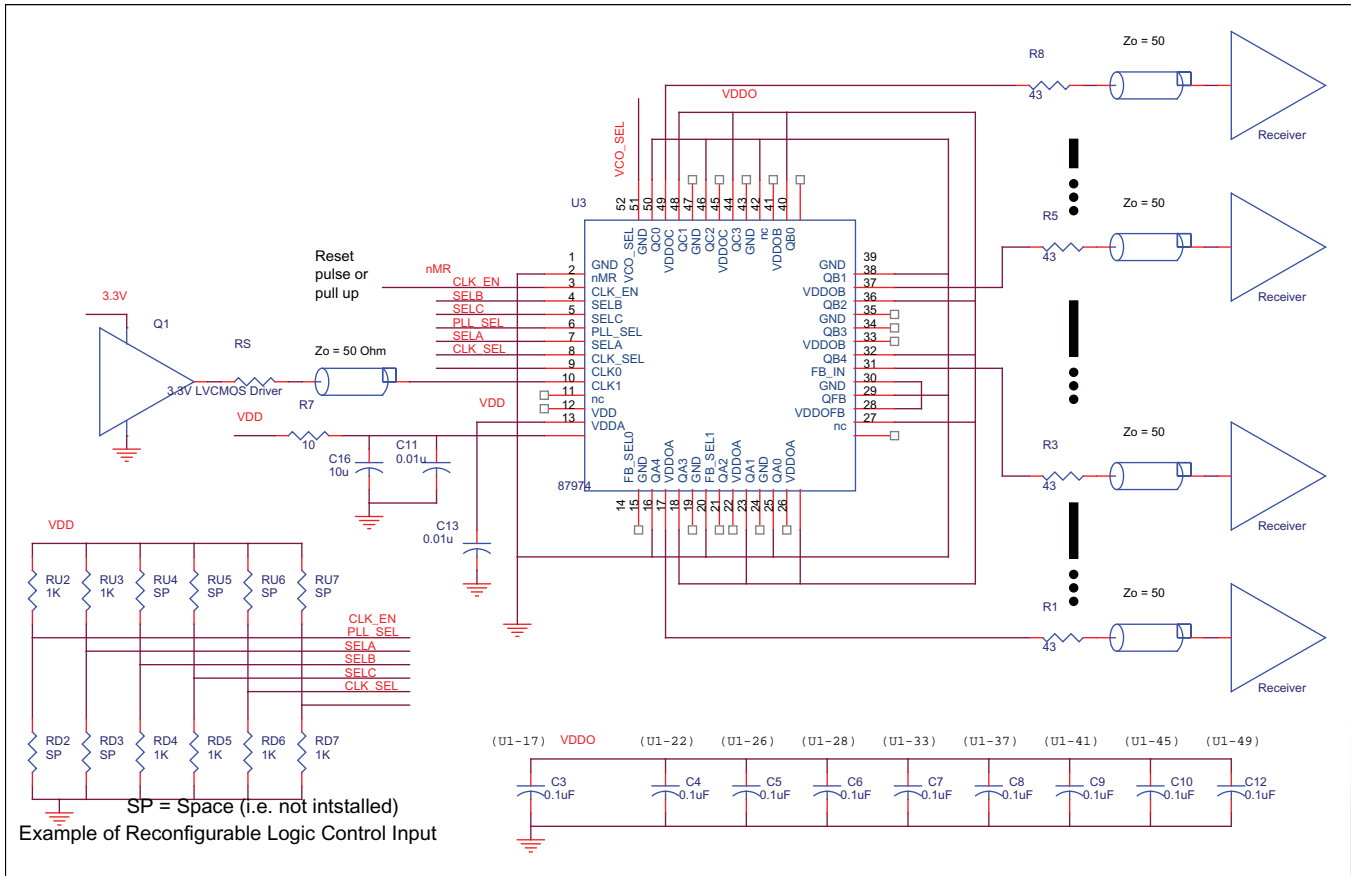 R8
Zo = 50
43
Receiver
VDDO
VCO_SEL
52 51 50 49 48 47 46 45 44 43 42 41 40
U3
VCO_SEL
GND
QC0
VDDOC
QC1
GND
QC2
VDDOC
QC3
GND
nc
VDDOB
QB0
R5
Zo = 50
43
Receiver
Reset
pulse or
pull up
nMR
CLK_EN
SELB
SELC
PLL_SEL
SELA
CLK_SEL
1
2
3
4
5
6
7
8
9
10
11
12
13
GND
nMR
CLK_EN
SELB
SELC
PLL_SEL
SELA
CLK_SEL
CLK0
CLK1
nc
VDD
VDDA
GND
QB1
VDDOB
QB2
GND
QB3
VDDOB
QB4
FB_IN
GND
QFB
VDDOFB
nc
39
38
37
36
35
34
33
32
31
30
29
28
27
3.3V
Q1
RS
Zo = 50 Ohm
3.3V LVCMOS Driver
R7
VDD
VDD
10
C16
10u
C11
0.01u
C13
0.01u
87974
FB_SEL0
GND
QA4
VDDOA
QA3
GND
FB_SEL1
QA2
VDDOA
QA1
GND
QA0
VDDOA
14 15 16 17 18 19 20 21 22 23 24 25 26
R3
Zo = 50
43
Receiver
R1
Zo = 50
43
Receiver
VDD
RU2
1K
RU3
1K
RU4
SP
RU5
SP
RU6
SP
RU7
SP
CLK_EN
PLL_SEL
SELA
SELB
SELC
CLK_SEL
RD2
SP
RD3
SP
RD4
1K
RD5
1K
RD6
1K
RD7
1K
SP = Space (i.e. not intstalled)
Example of Reconfigurable Logic Control Input
(U1-17) VDDO (U1-22) (U1-26) (U1-28) (U1-33) (U1-37) (U1-41) (U1-45) (U1-49)
C3
0.1uF
C4
0.1uF
C5
0.1uF
C6
0.1uF
C7
0.1uF
C8
0.1uF
C9
0.1uF
C10
0.1uF
C12
0.1uF